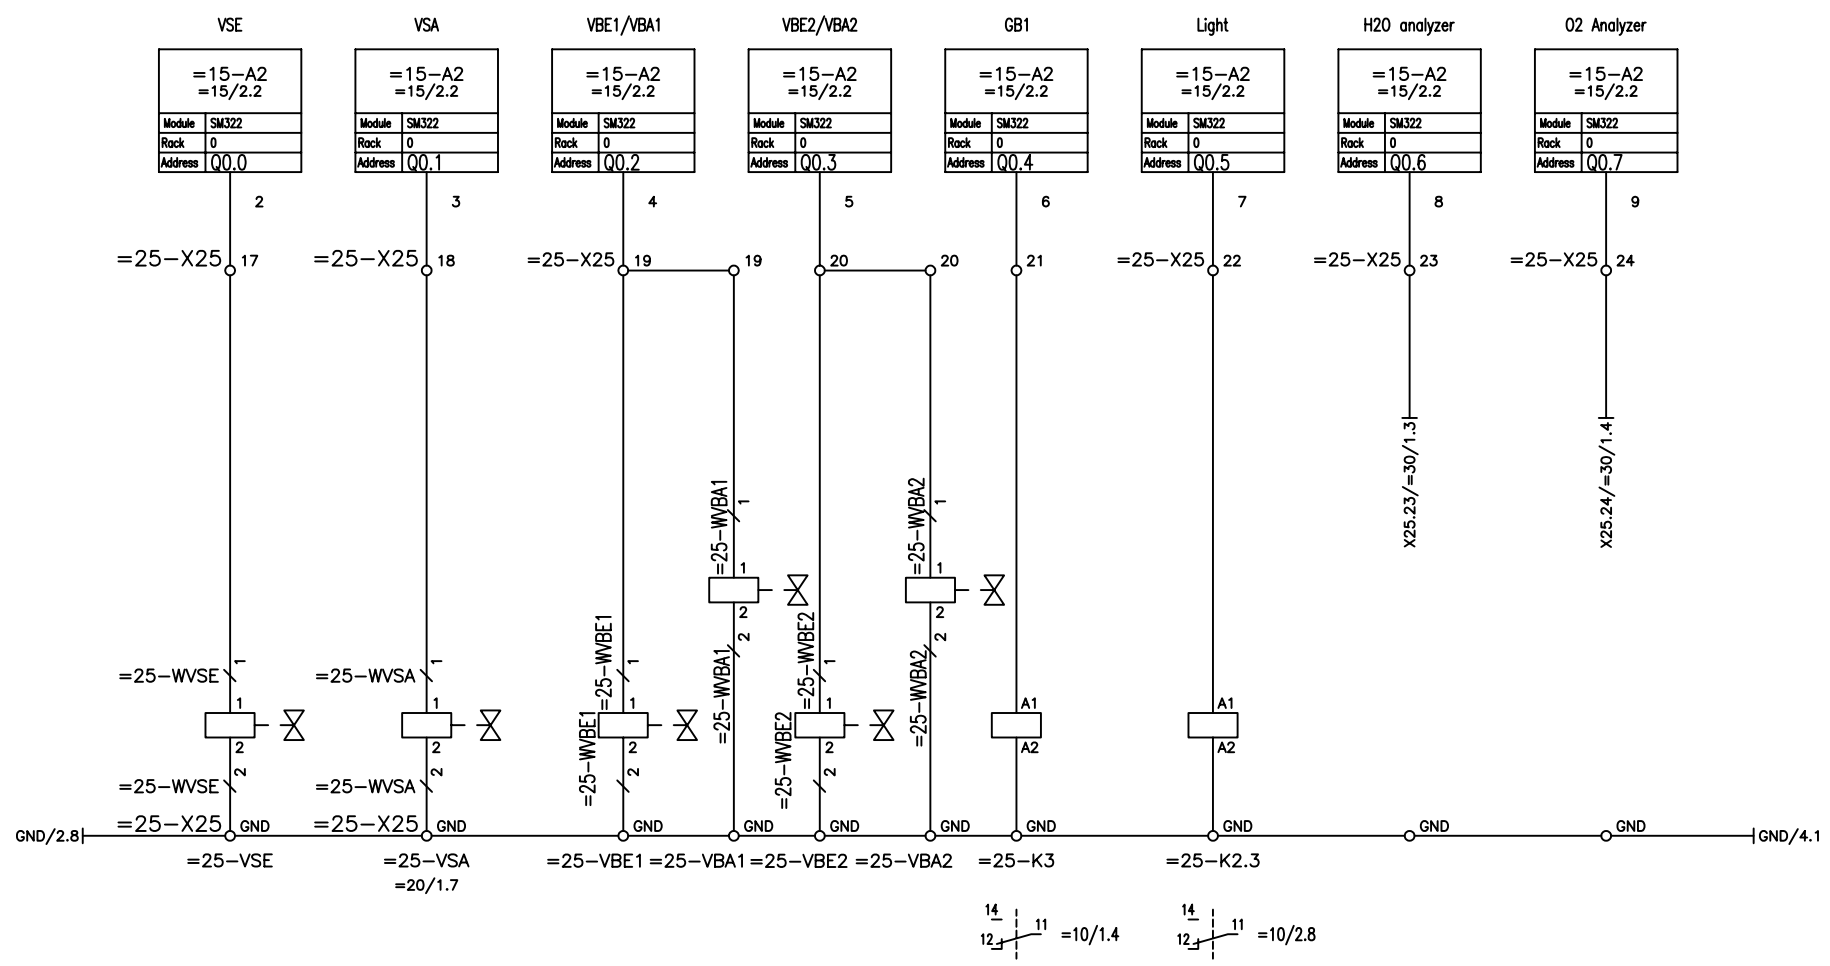 VSE VSA VBE1/VBA1 VBE2/VBA2 GB1 Light H2O analyzer O2 Analyzer
=15-A2 =15-A2 =15-A2 =15-A2 =15-A2 =15-A2 =15-A2 =15-A2
=15/2.2 =15/2.2 =15/2.2 =15/2.2 =15/2.2 =15/2.2 =15/2.2 =15/2.2
Module SM322 Module SM322 Module SM322 Module SM322 Module SM322 Module SM322 Module SM322 Module SM322
Rack 0 Rack 0 Rack 0 Rack 0 Rack 0 Rack 0 Rack 0 Rack 0
Address Q0.0 Address Q0.1 Address Q0.2 Address Q0.3 Address Q0.4 Address Q0.5 Address Q0.6 Address Q0.7
2 3 4 5 6 7 8 9
=25-X25 17 =25-X25 18 =25-X25 19 19 20 20 21 =25-X25 22 =25-X25 23 =25-X25 24
X25.23/=30/1.3
X25.24/=30/1.4
=25-WVBA1 1 =25-WVBA2 1
1 1
2 2
=25-WVBA1 2 =25-WVBA2 2
=25-WVSE 1 =25-WVSA 1 =25-WVBE1 1 =25-WVBE2 1
1 1 1 1 A1 A1
2 2 2 2 A2 A2
=25-WVSE 2 =25-WVSA 2 =25-WVBE1 2 =25-WVBE2 2
=25-X25 GND =25-X25 GND GND GND GND GND GND GND GND GND
GND/2.8 GND/4.1
=25-VSE =25-VSA =25-VBE1 =25-VBA1 =25-VBE2 =25-VBA2 =25-K3 =25-K2.3
=20/1.7
14 14
12 11 =10/1.4 12 11 =10/2.8